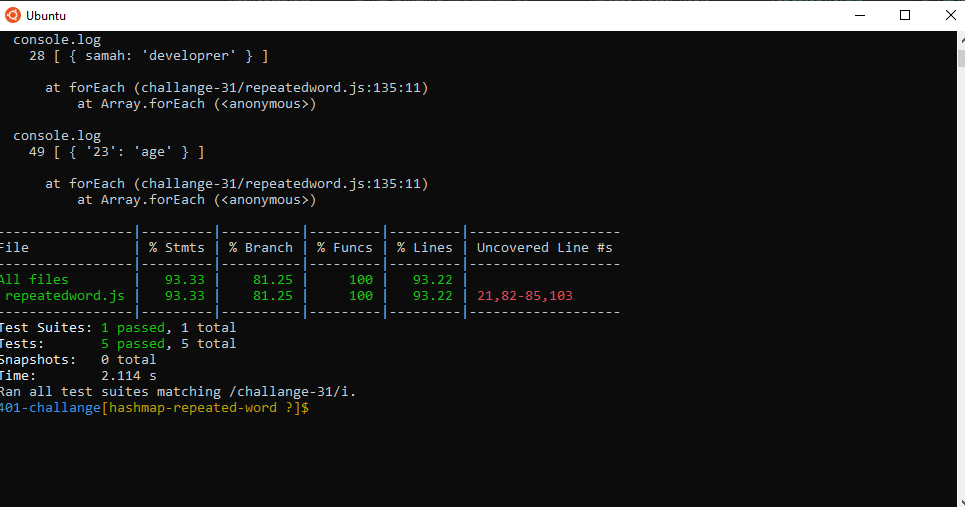 Ubuntu
console.log
28 [ { samah: 'developrer' } ]
at forEach (challange-31/repeatedword.js:135:11)
at Array.forEach (<anonymous>)
console.log
49 [ { '23': 'age' } ]
at forEach (challange-31/repeatedword.js:135:11)
at Array.forEach (<anonymous>)
-----------------|---------|----------|---------|---------|-------------------
File | % Stmts | % Branch | % Funcs | % Lines | Uncovered Line #s
-----------------|---------|----------|---------|---------|-------------------
All files | 93.33 | 81.25 | 100 | 93.22 |
repeatedword.js | 93.33 | 81.25 | 100 | 93.22 | 21,82-85,103
-----------------|---------|----------|---------|---------|-------------------
Test Suites: 1 passed, 1 total
Tests: 5 passed, 5 total
Snapshots: 0 total
Time: 2.114 s
Ran all test suites matching /challange-31/i.
401-challange[hashmap-repeated-word ?]$